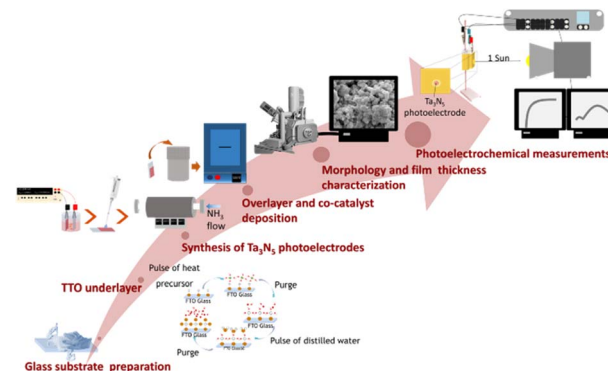 1 Sun
Ta3N5
photoelectrode
Photoelectrochemical measurements
Morphology and film thickness
characterization
Overlayer and co-catalyst
deposition
NH3
flow
Synthesis of Ta3N5 photoelectrodes
Pulse of heat
precursor
TTO underlayer
Purge
FTO Glass
FTO Glass
FTO Glass
FTO Glass
Pulse of distilled water
Purge
Glass substrate preparation